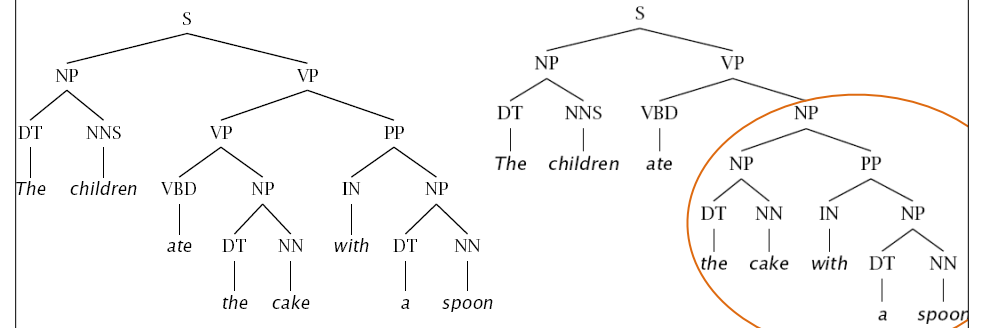 S
NP VP
DT NNS VP PP
The children VBD NP IN NP
ate DT NN with DT NN
the cake a spoon
S
NP VP
DT NNS VBD NP
The children ate NP PP
DT NN IN NP
the cake with DT NN
a spoon